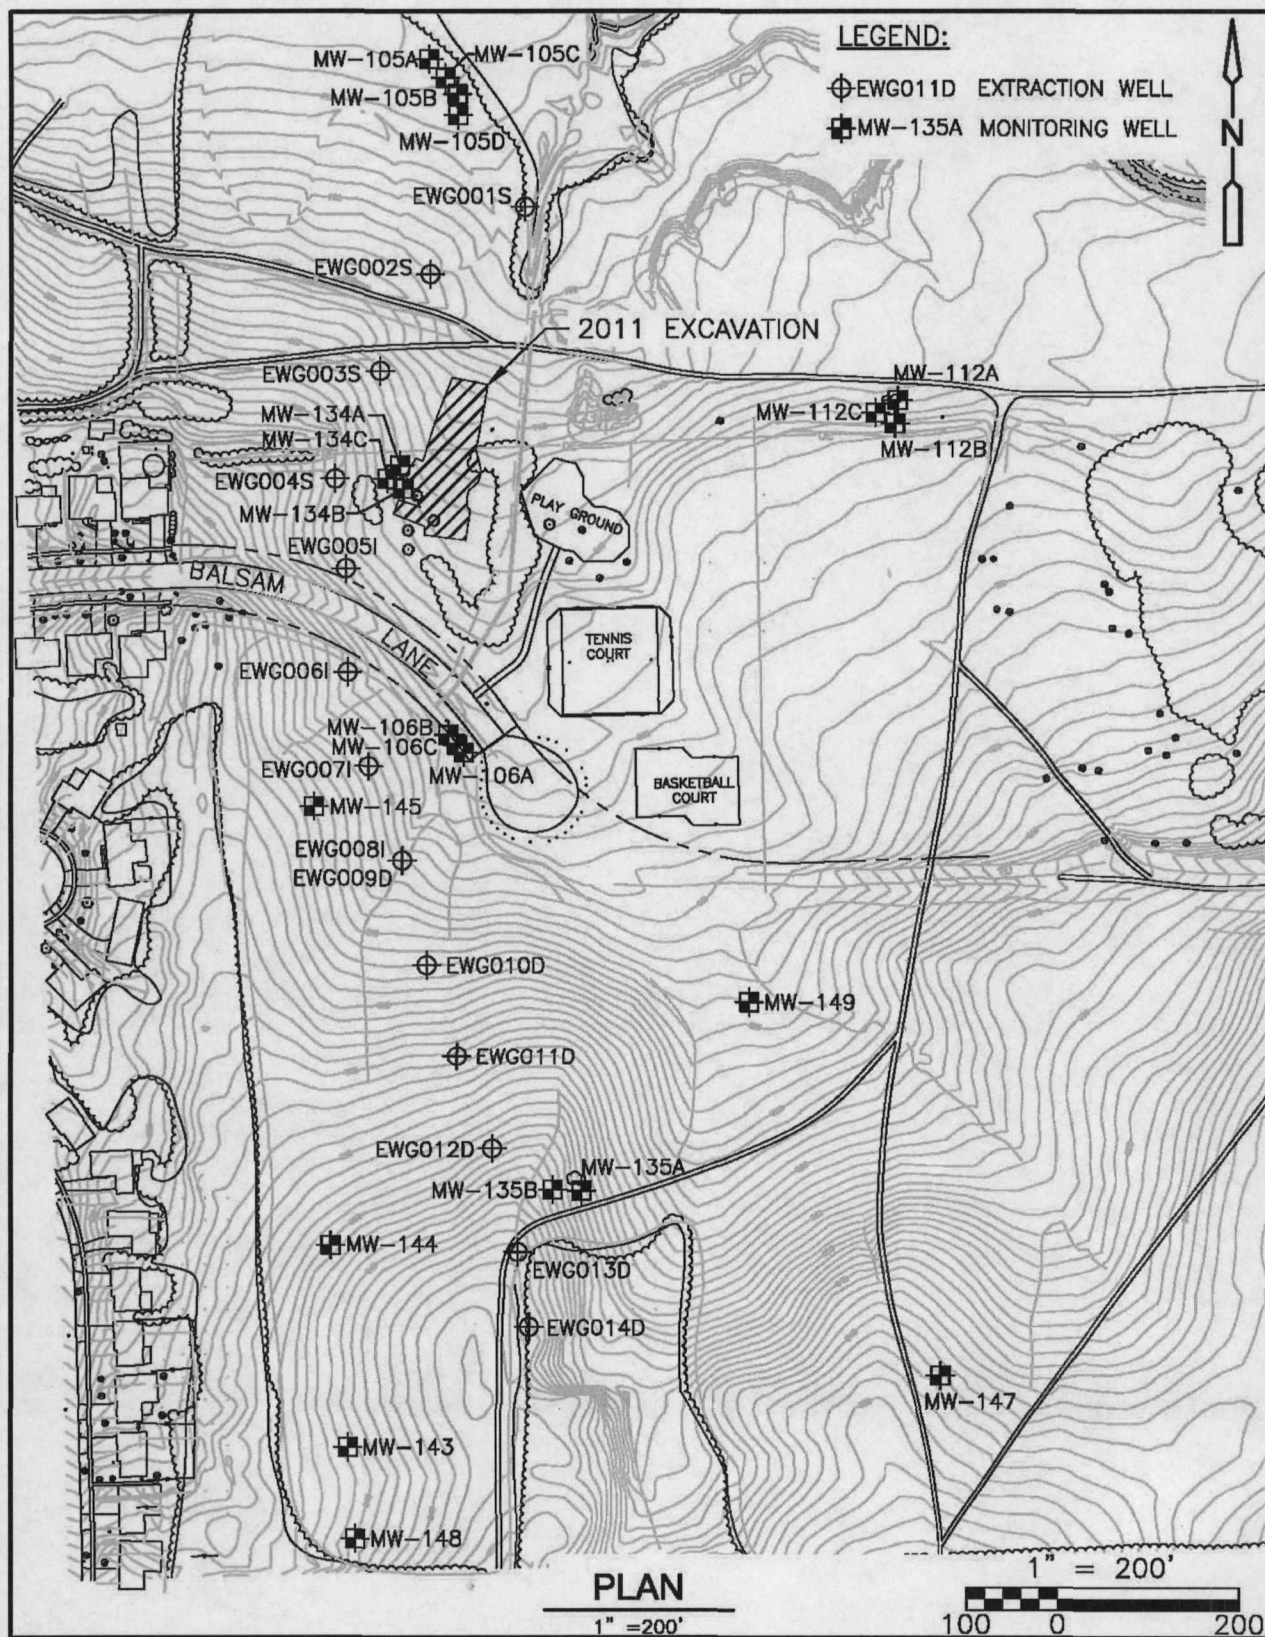 LEGEND:
EWG011D EXTRACTION WELL
MW-135A MONITORING WELL
N
MW-105A
MW-105C
MW-105B
MW-105D
EWG001S
EWG002S
2011 EXCAVATION
EWG003S
MW-112A
MW-134A
MW-112C
MW-134C
MW-112B
EWG004S
MW-134B
PLAY GROUND
EWG005I
BALSAM
LANE
TENNIS
COURT
EWG006I
MW-106B
MW-106C
EWG007I
MW-106A
BASKETBALL
COURT
MW-145
EWG008I
EWG009D
EWG010D
MW-149
EWG011D
EWG012D
MW-135A
MW-135B
MW-144
EWG013D
EWG014D
MW-147
MW-143
MW-148
PLAN
1" =200'
1" = 200'
100 0 200